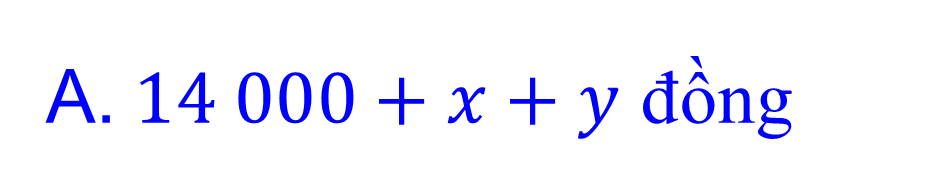 A. 14 000 + x + y đồng